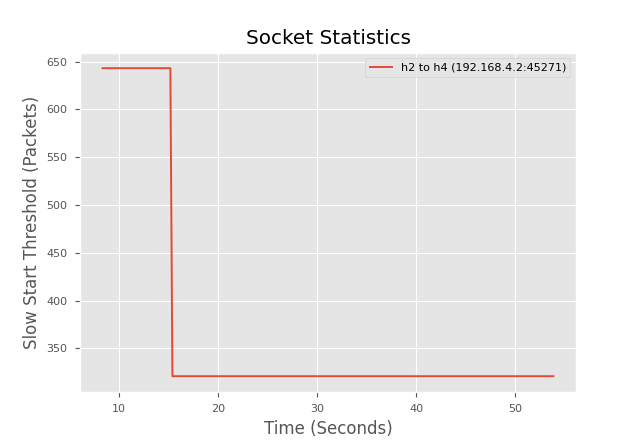 Socket Statistics
h2 to h4 (192.168.4.2:45271)
Slow Start Threshold (Packets)
650
600
550
500
450
400
350
10 20 30 40 50
Time (Seconds)